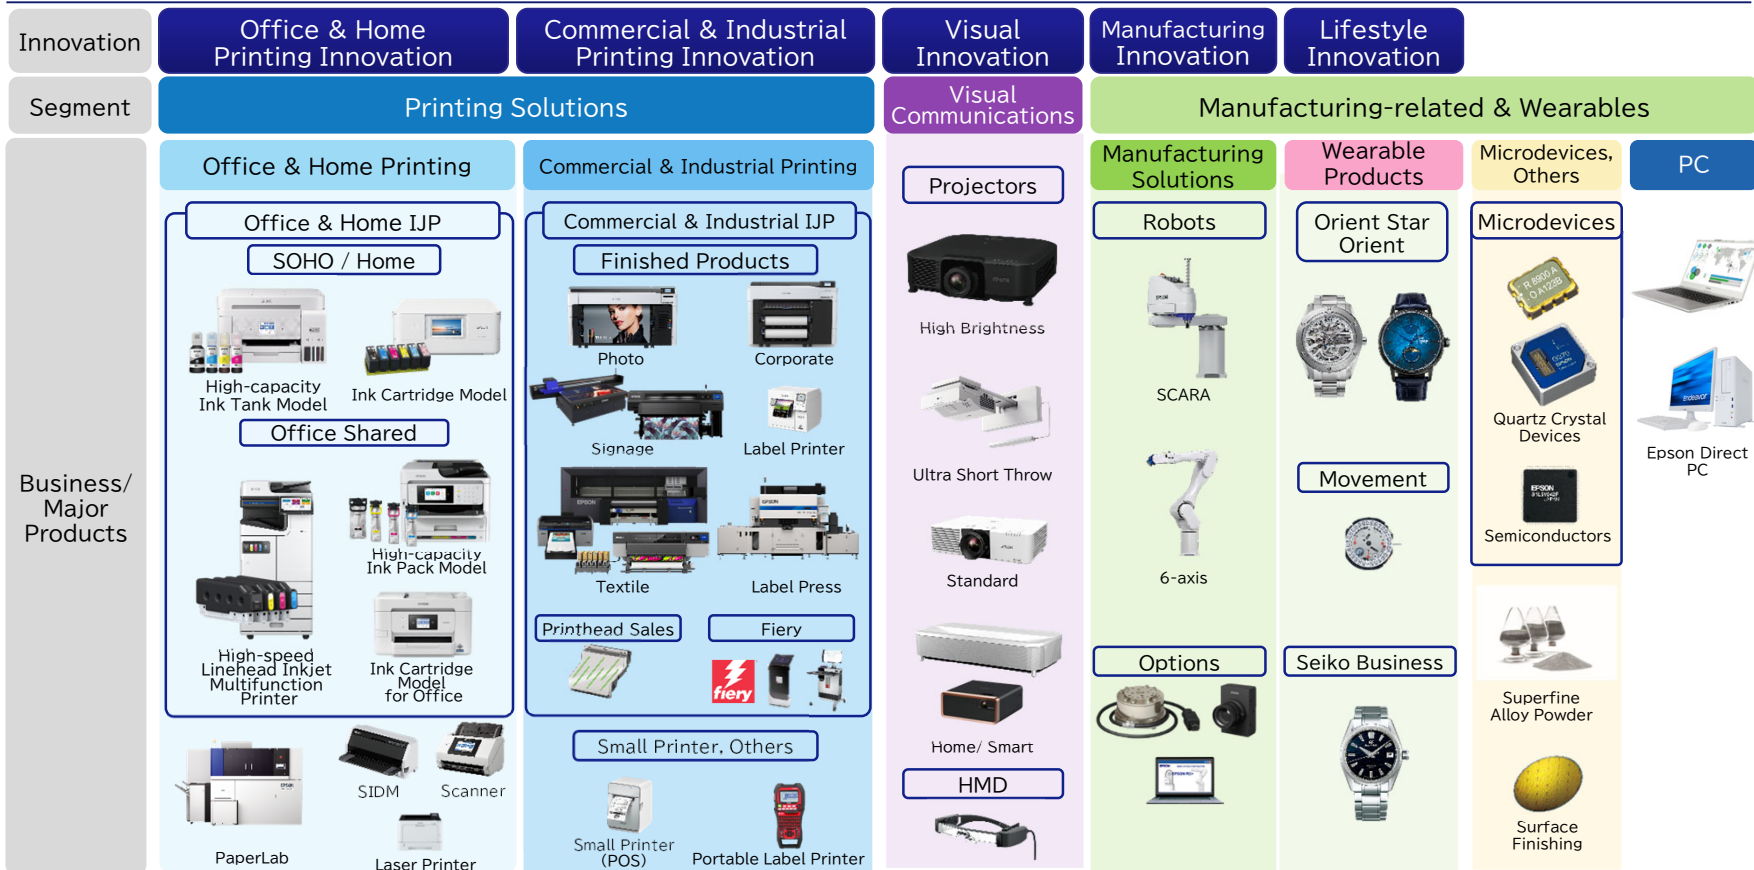 Innovation
Office & Home
Printing Innovation
Commercial & Industrial
Printing Innovation
Visual
Innovation
Manufacturing
Innovation
Lifestyle
Innovation
Segment
Printing Solutions
Visual
Communications
Manufacturing-related & Wearables
Business/
Major
Products
Office & Home Printing
Office & Home IJP
SOHO / Home
High-capacity
Ink Tank Model
Ink Cartridge Model
Office Shared
High-speed
Linehead Inkjet
Multifunction
Printer
High-capacity
Ink Pack Model
Ink Cartridge
Model
for Office
PaperLab
SIDM
Scanner
Laser Printer
Commercial & Industrial Printing
Commercial & Industrial IJP
Finished Products
Photo
Corporate
Signage
Label Printer
EPSON
EPSON
Textile
Label Press
Printhead Sales
Fiery
fiery
Small Printer, Others
Small Printer
(POS)
Portable Label Printer
Projectors
High Brightness
Ultra Short Throw
Standard
Home/ Smart
HMD
Manufacturing
Solutions
Robots
SCARA
6-axis
Options
Wearable
Products
Orient Star
Orient
Movement
Seiko Business
Microdevices,
Others
Microdevices
R 8900 A
O A123B
Quartz Crystal
Devices
EPSON
Semiconductors
Superfine
Alloy Powder
Surface
Finishing
PC
Endeavor
Epson Direct
PC